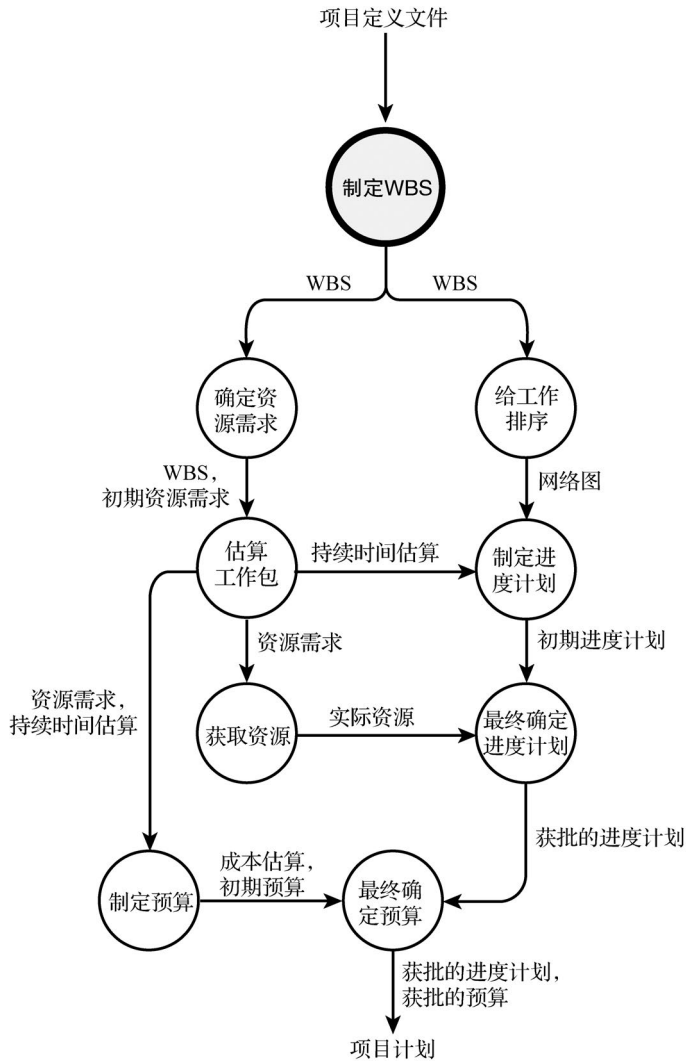 项目定义文件
制定WBS
WBS
WBS
确定资
源需求
给工作
排序
WBS，
初期资源需求
网络图
估算
工作包
持续时间估算
制定进
度计划
资源需求
初期进度计划
资源需求，
持续时间估算
获取资源
实际资源
最终确定
进度计划
获批的进度计划
制定预算
成本估算，
初期预算
最终确
定预算
获批的进度计划，
获批的预算
项目计划